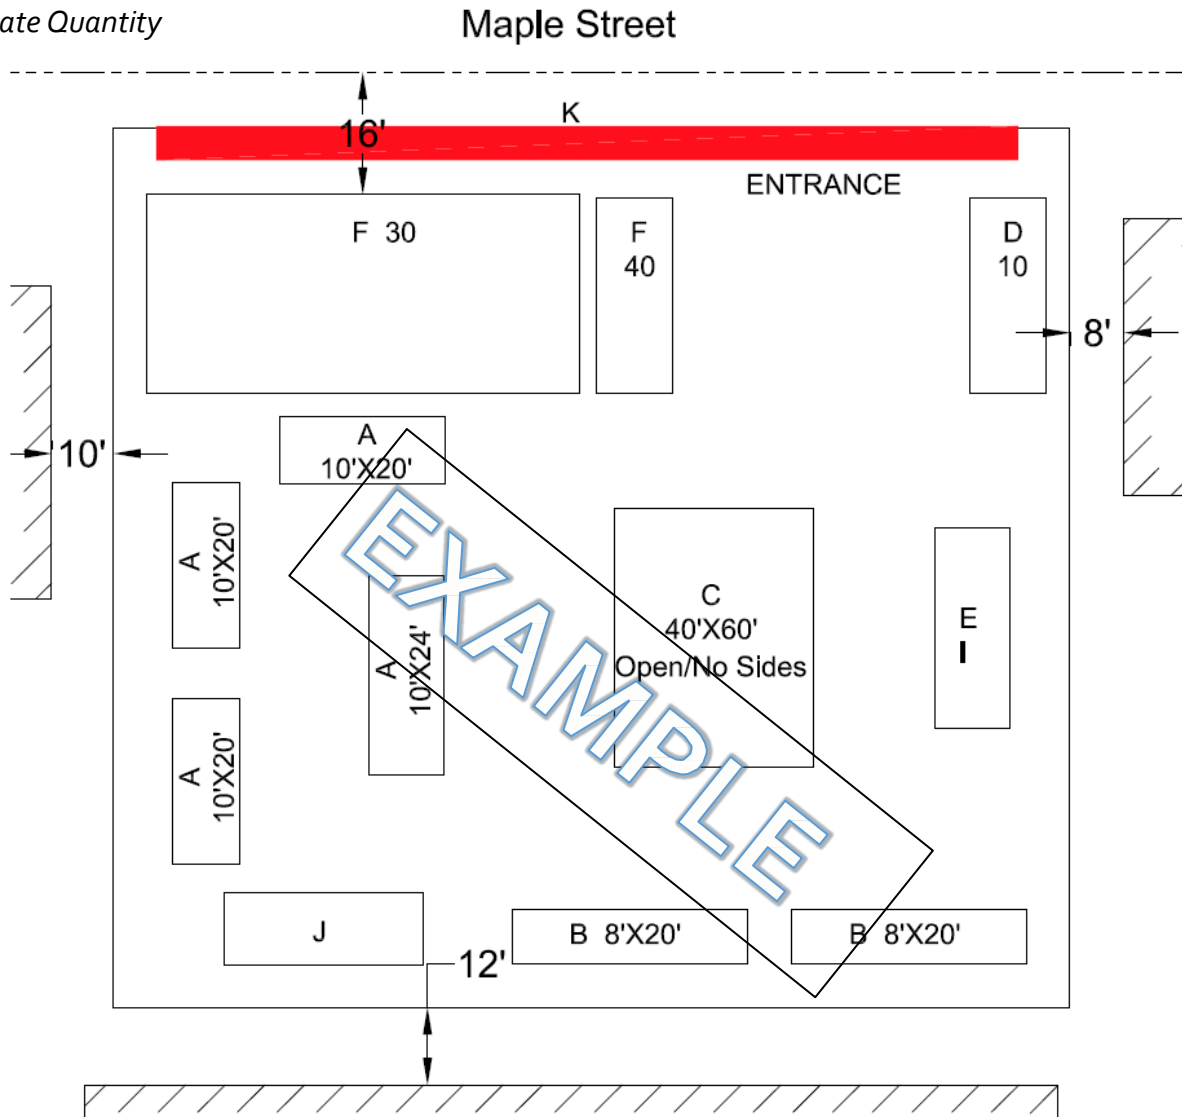 ate Quantity
Maple Street
K
16'
ENTRANCE
F 30
F
40
D
10
8'
10'
A
10'X20'
A
10'X20'
A
10'X24'
C
40'X60'
Open/No Sides
E
I
EXAMPLE
A
10'X20'
J
B 8'X20'
B 8'X20'
12'